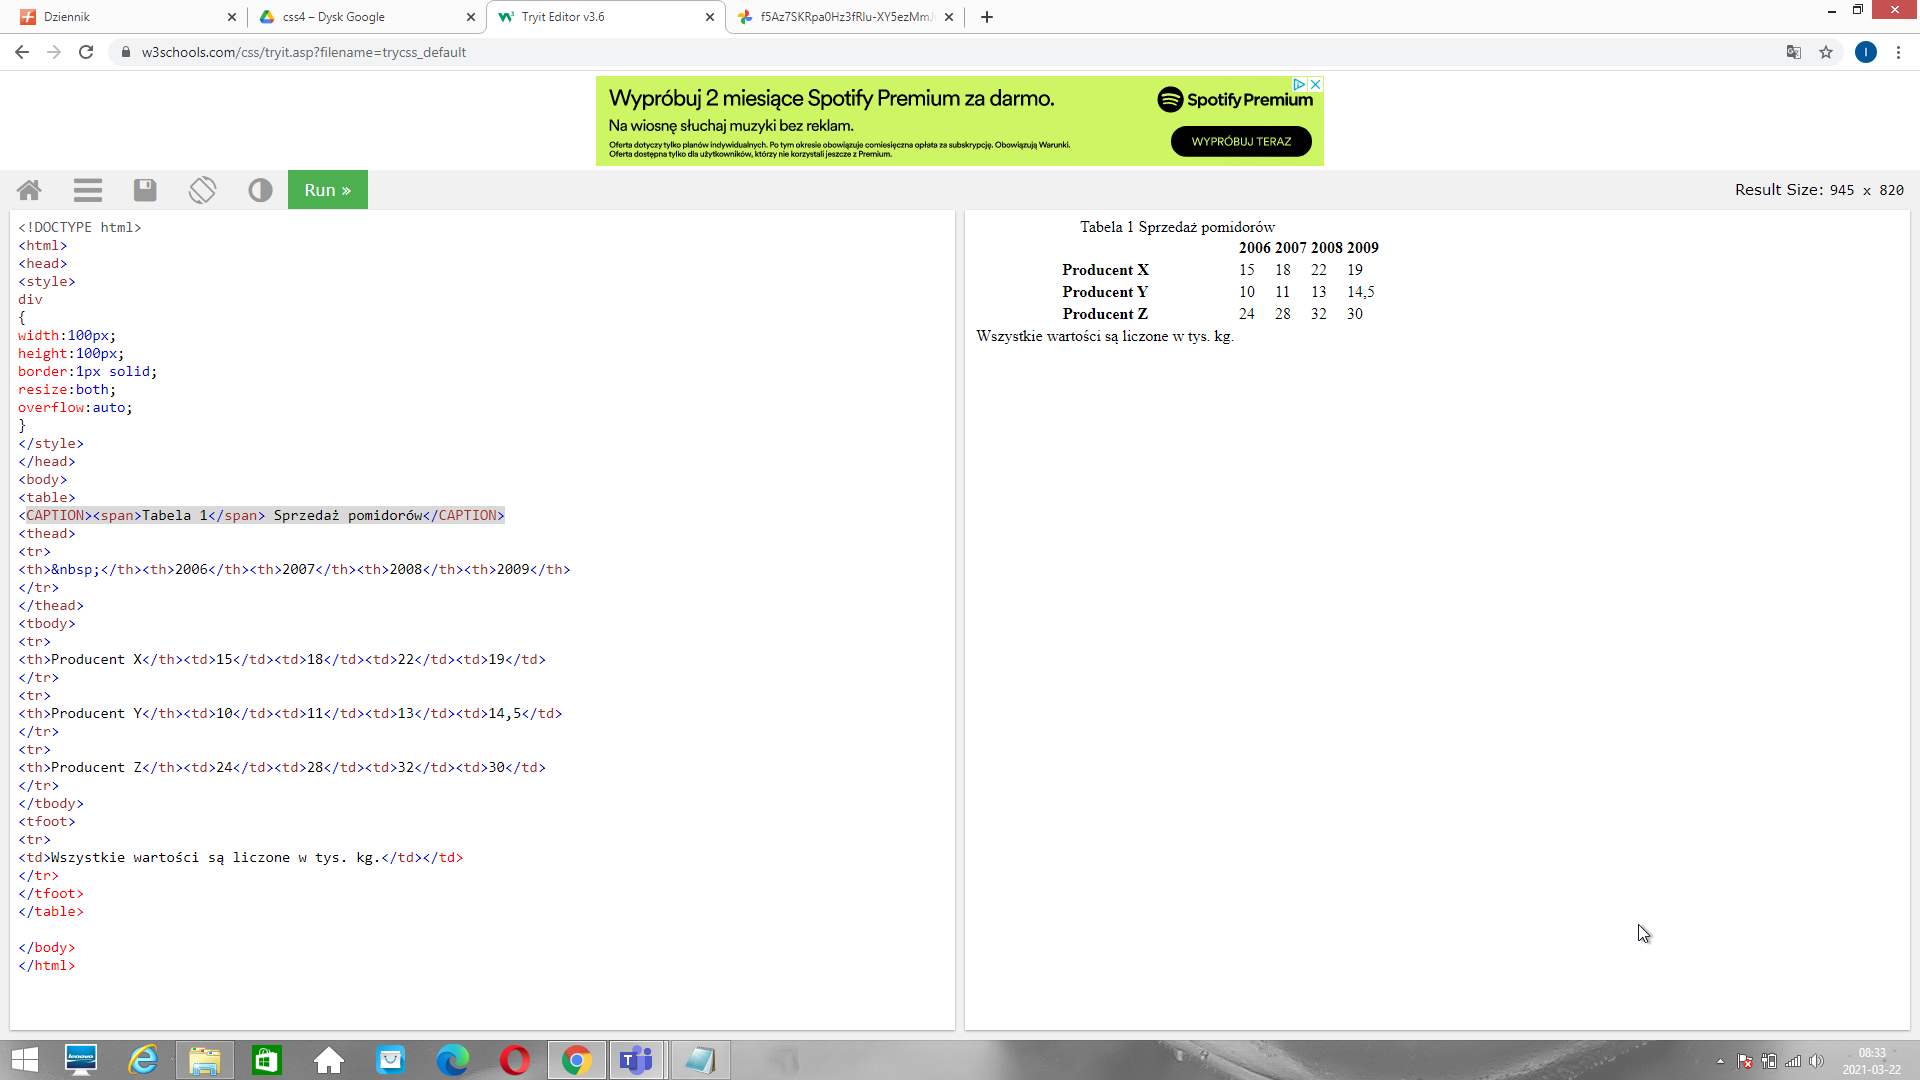 Dziennik
css4 – Dysk Google
Tryit Editor v3.6
w3schools.com/css/tryit.asp?filename=trycss_default
I
Wypróbuj 2 miesiące Spotify Premium za darmo.
Na wiosnę słuchaj muzyki bez reklam.
Oferta dotyczy tylko planów indywidualnych. Po tym okresie obowiązuje comiesięczna opłata za subskrypcję. Obowiązują Warunki.
Oferta dostępna tylko dla użytkowników, którzy nie korzystali jeszcze z Premium.
Spotify Premium
WYPRÓBUJ TERAZ
Run »
Result Size: 945 x 820
<!DOCTYPE html>
<html>
<head>
<style>
div
{
width:100px;
height:100px;
border:1px solid;
resize:both;
overflow:auto;
}
</style>
</head>
<body>
<table>
<CAPTION><span>Tabela 1</span> Sprzedaż pomidorów</CAPTION>
<thead>
<tr>
<th>&nbsp;</th><th>2006</th><th>2007</th><th>2008</th><th>2009</th>
</tr>
</thead>
<tbody>
<tr>
<th>Producent X</th><td>15</td><td>18</td><td>22</td><td>19</td>
</tr>
<tr>
<th>Producent Y</th><td>10</td><td>11</td><td>13</td><td>14,5</td>
</tr>
<tr>
<th>Producent Z</th><td>24</td><td>28</td><td>32</td><td>30</td>
</tr>
</tbody>
<tfoot>
<tr>
<td>Wszystkie wartości są liczone w tys. kg.</td></td>
</tr>
</tfoot>
</table>
</body>
</html>
Tabela 1 Sprzedaż pomidorów
2006 2007 2008 2009
Producent X 15 18 22 19
Producent Y 10 11 13 14,5
Producent Z 24 28 32 30
Wszystkie wartości są liczone w tys. kg.
lenovo
08:33
2021-03-22